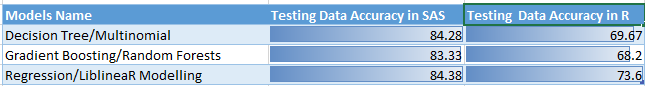 Models Name Testing Data Accuracy in SAS Testing  Data Accuracy in R
Decision Tree/Multinomial 84.28 69.67
Gradient Boosting/Random Forests 83.33 68.2
Regression/LiblineaR Modelling 84.38 73.6